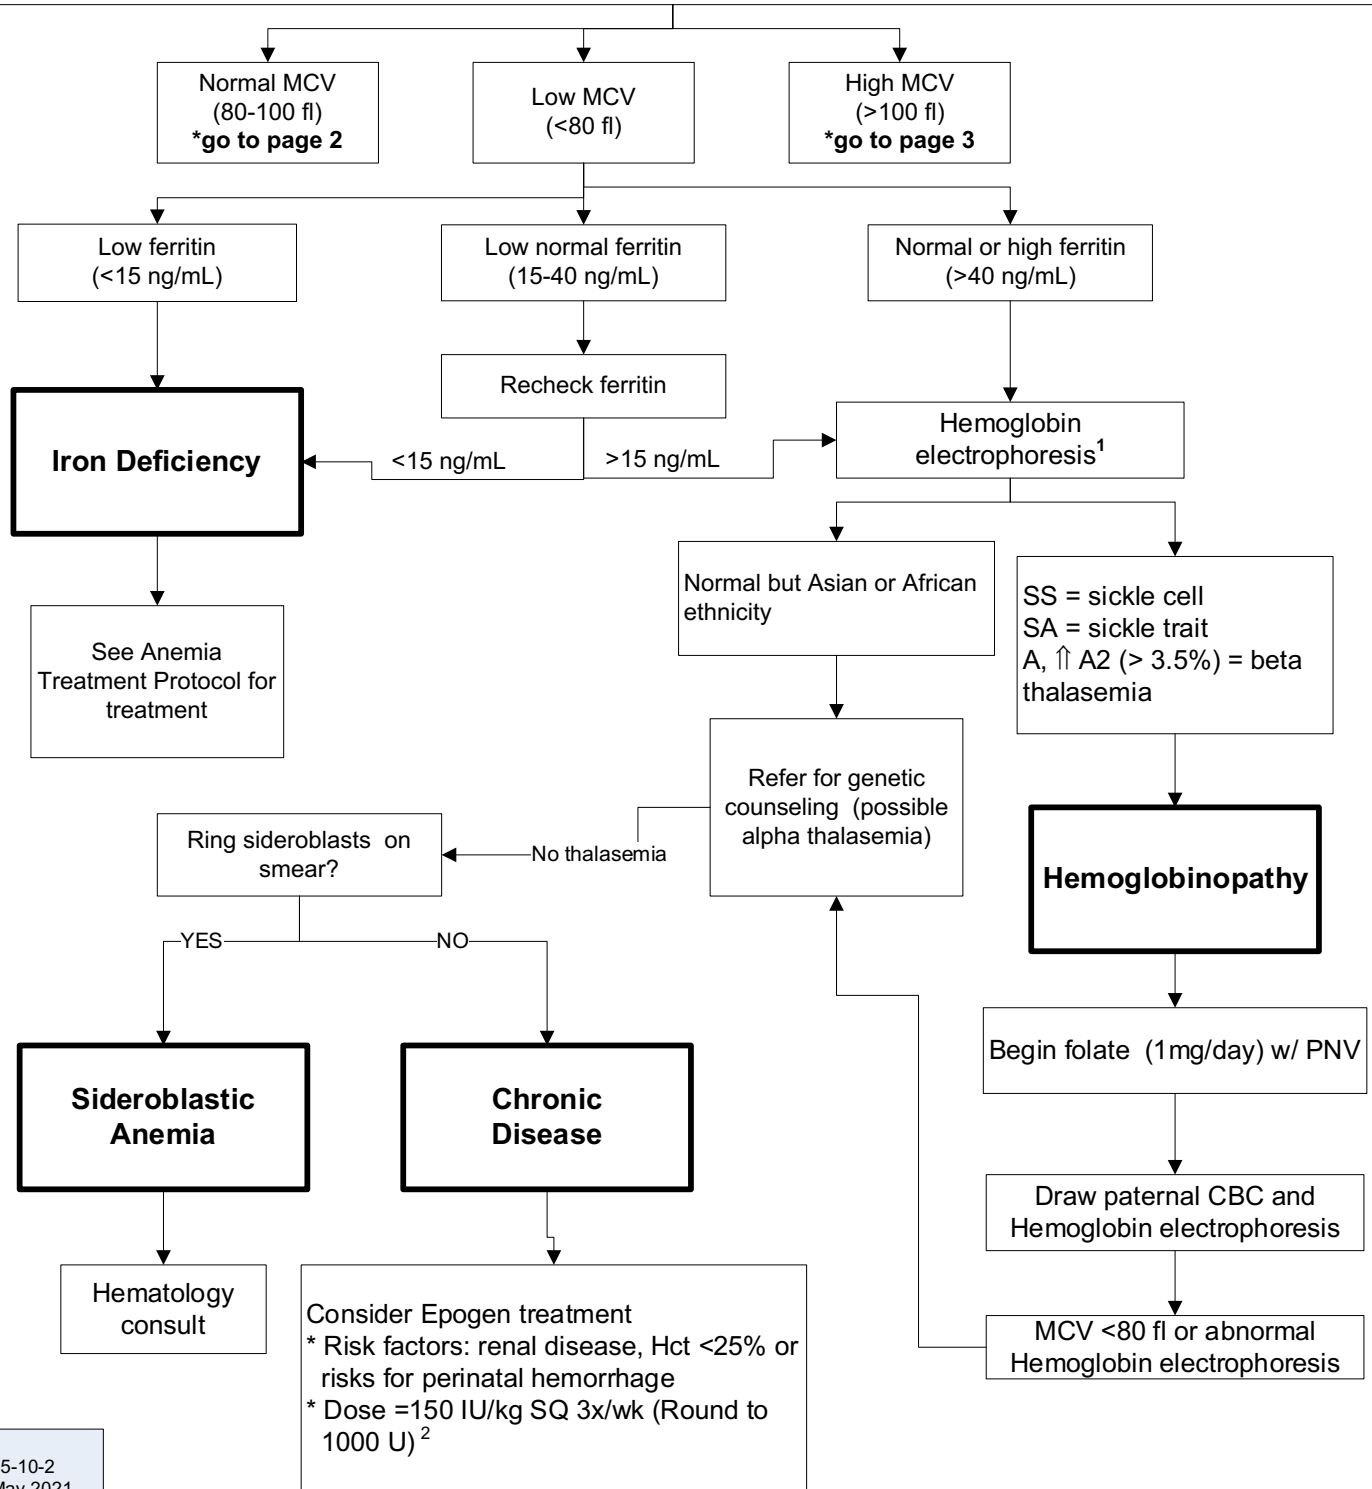 Normal MCV
(80-100 fl)
*go to page 2
Low MCV
(<80 fl)
High MCV
(>100 fl)
*go to page 3
Low ferritin
(<15 ng/mL)
Low normal ferritin
(15-40 ng/mL)
Normal or high ferritin
(>40 ng/mL)
Recheck ferritin
Iron Deficiency
<15 ng/mL
>15 ng/mL
Hemoglobin
electrophoresis¹
Normal but Asian or African
ethnicity
SS = sickle cell
SA = sickle trait
A, ⇑ A2 (> 3.5%) = beta
thalasemia
See Anemia
Treatment Protocol for
treatment
Refer for genetic
counseling (possible
alpha thalasemia)
Ring sideroblasts on
smear?
No thalasemia
Hemoglobinopathy
YES
NO
Begin folate (1mg/day) w/ PNV
Sideroblastic
Anemia
Chronic
Disease
Draw paternal CBC and
Hemoglobin electrophoresis
Hematology
consult
Consider Epogen treatment
* Risk factors: renal disease, Hct <25% or
risks for perinatal hemorrhage
* Dose =150 IU/kg SQ 3x/wk (Round to
1000 U) ²
MCV <80 fl or abnormal
Hemoglobin electrophoresis
5-10-2
May 2021